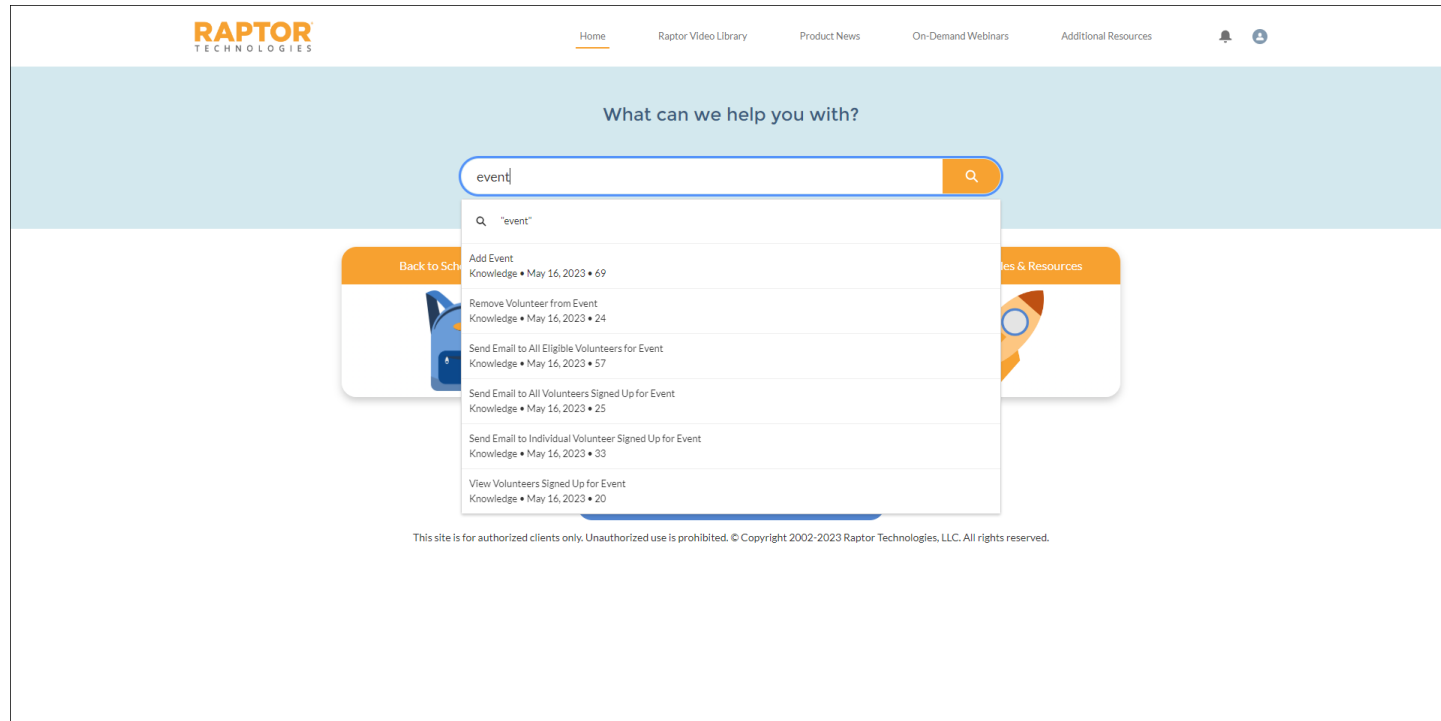 RAPTOR
TECHNOLOGIES
Home Raptor Video Library Product News On-Demand Webinars Additional Resources
What can we help you with?
event
"event"
Add Event
Knowledge • May 16, 2023 • 69
Remove Volunteer from Event
Knowledge • May 16, 2023 • 24
Send Email to All Eligible Volunteers for Event
Knowledge • May 16, 2023 • 57
Send Email to All Volunteers Signed Up for Event
Knowledge • May 16, 2023 • 25
Send Email to Individual Volunteer Signed Up for Event
Knowledge • May 16, 2023 • 33
View Volunteers Signed Up for Event
Knowledge • May 16, 2023 • 20
Back to Sch
& Resources
This site is for authorized clients only. Unauthorized use is prohibited. © Copyright 2002-2023 Raptor Technologies, LLC. All rights reserved.